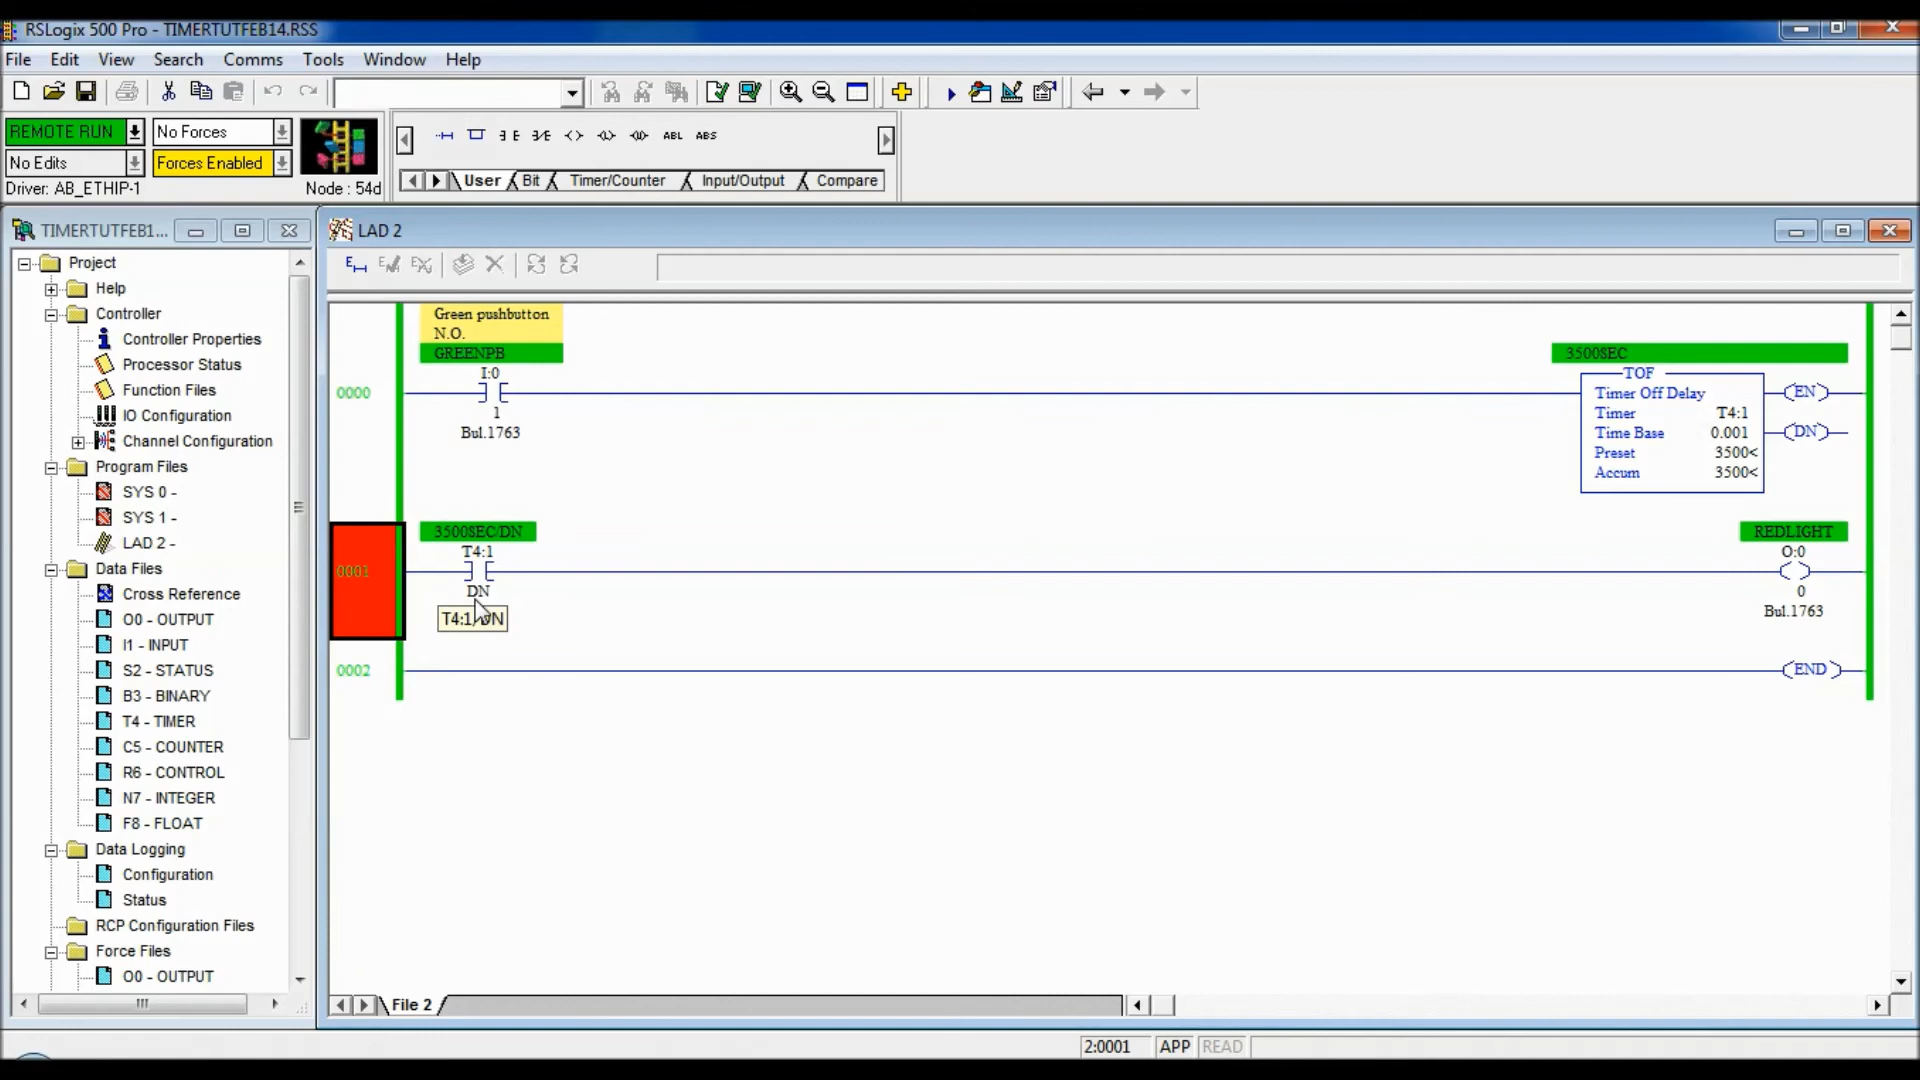 RSLogix 500 Pro - TIMERTUTFEB14.RSS
File Edit View Search Comms Tools Window Help
REMOTE RUN No Forces
No Edits Forces Enabled
Driver: AB_ETHIP-1 Node : 54d
ABL ABS
User Bit Timer/Counter Input/Output Compare
TIMERTUTFEB1...
Project
Help
Controller
Controller Properties
Processor Status
Function Files
IO Configuration
Channel Configuration
Program Files
SYS 0 -
SYS 1 -
LAD 2 -
Data Files
Cross Reference
O0 - OUTPUT
I1 - INPUT
S2 - STATUS
B3 - BINARY
T4 - TIMER
C5 - COUNTER
R6 - CONTROL
N7 - INTEGER
F8 - FLOAT
Data Logging
Configuration
Status
RCP Configuration Files
Force Files
O0 - OUTPUT
LAD 2
Green pushbutton
N.O.
GREENPB
I:0
0000
1
Bul.1763
3500SEC
TOF
Timer Off Delay
Timer T4:1
Time Base 0.001
Preset 3500<
Accum 3500<
EN
DN
3500SEC/DN
T4:1
0001
DN
T4:1/DN
REDLIGHT
O:0
0
Bul.1763
0002
END
File 2
2:0001 APP READ